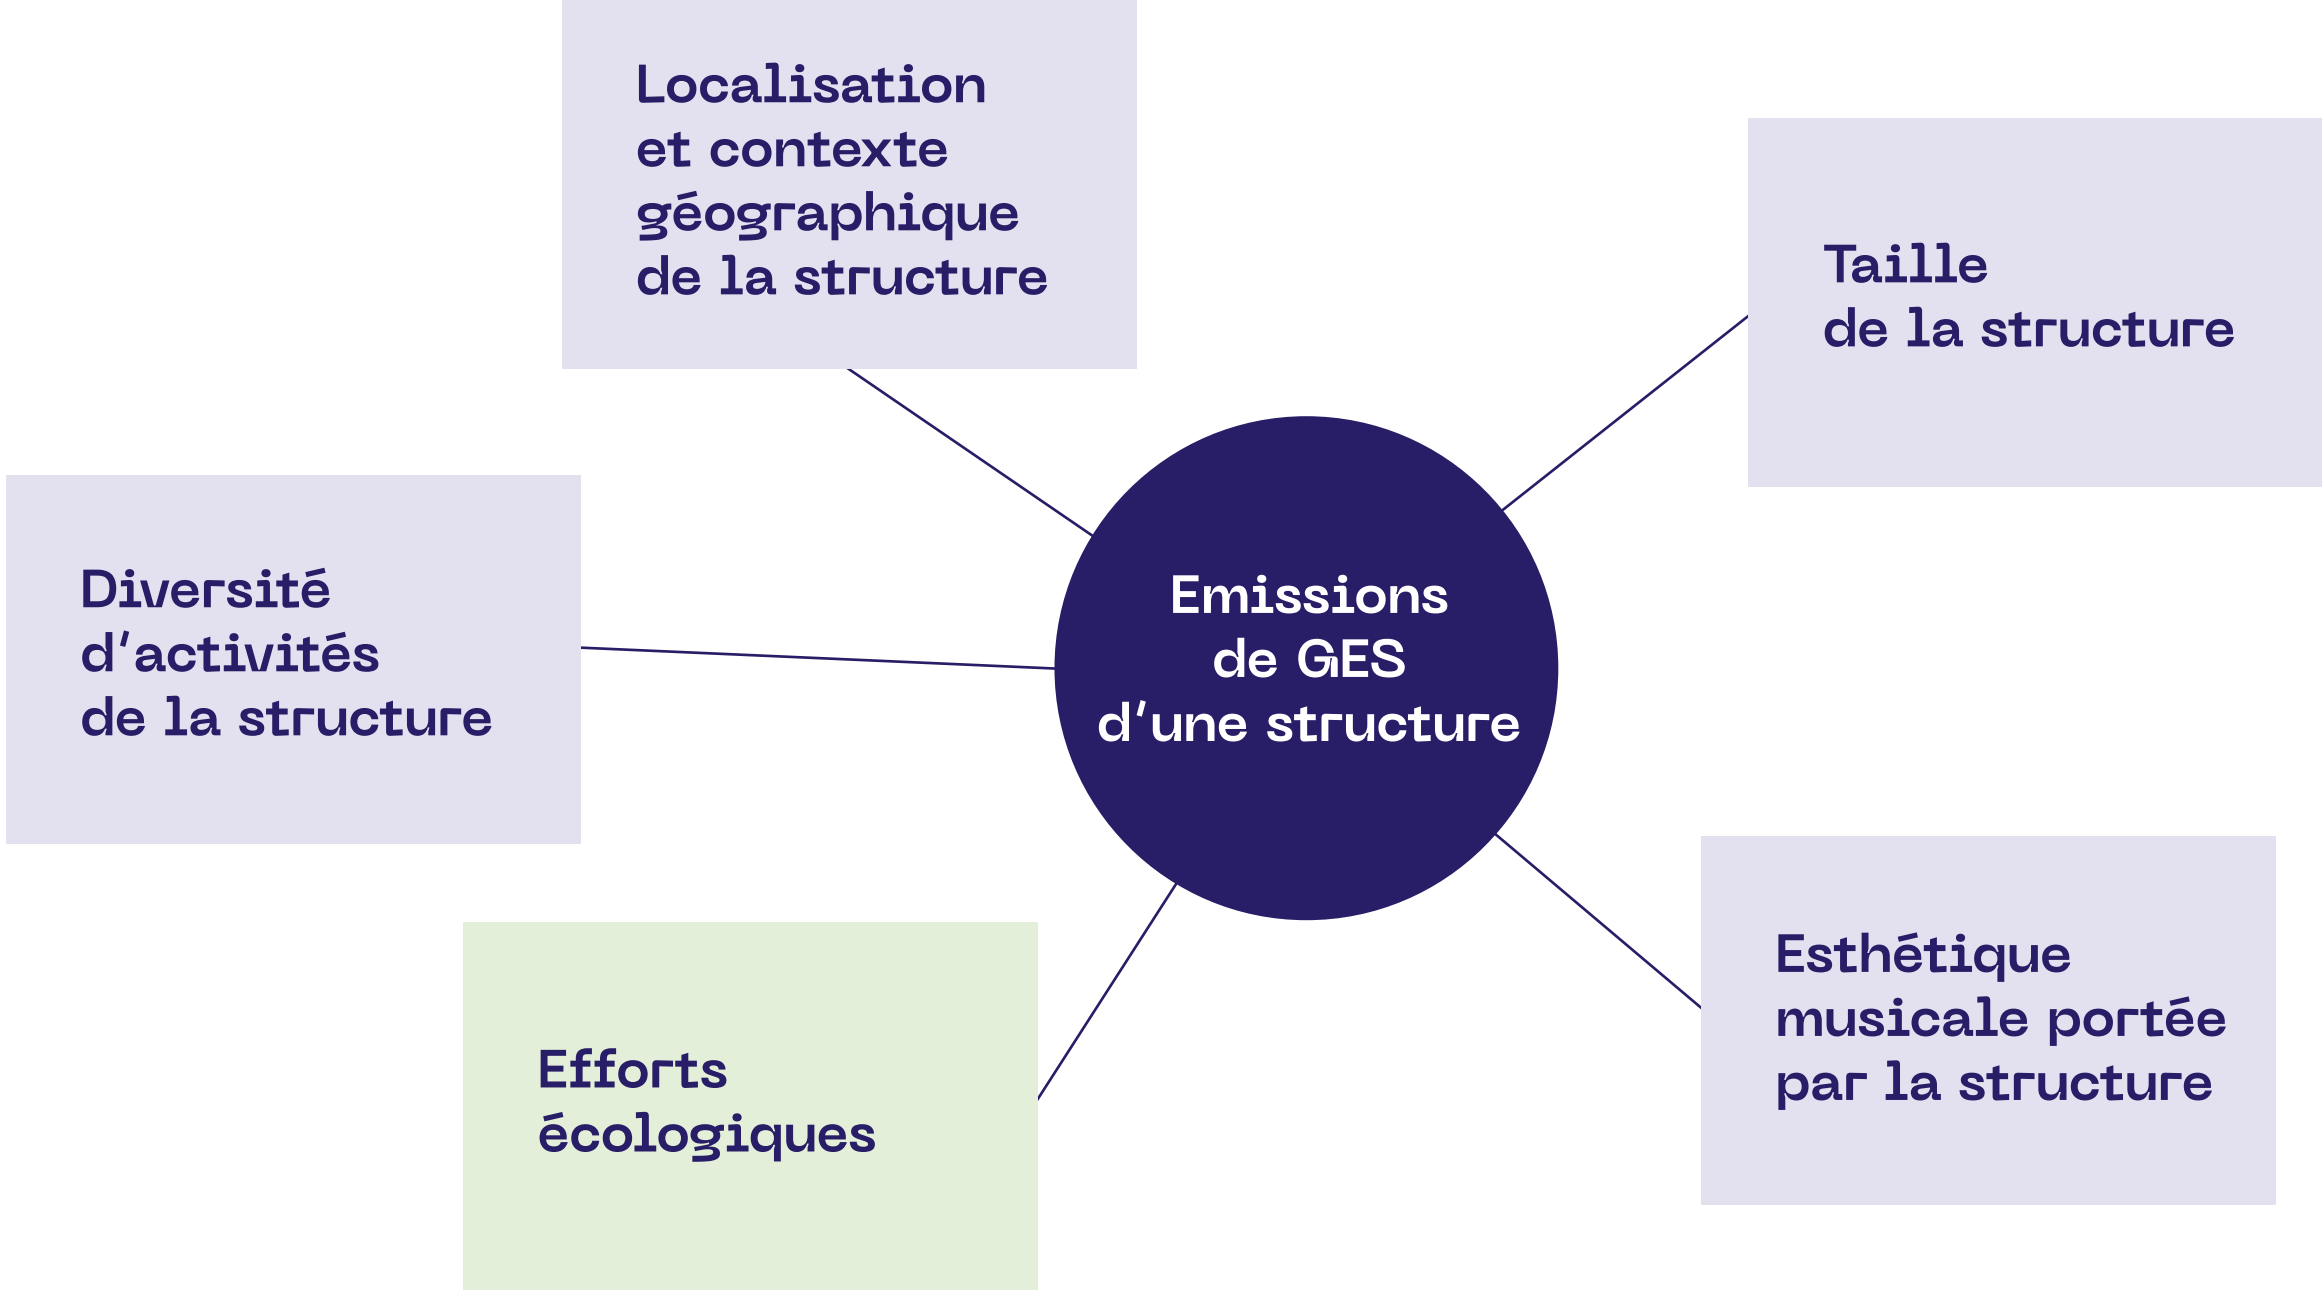 Localisation
et contexte
géographique
de la structure
Taille
de la structure
Diversité
d'activités
de la structure
Emissions
de GES
d'une structure
Efforts
écologiques
Esthétique
musicale portée
par la structure